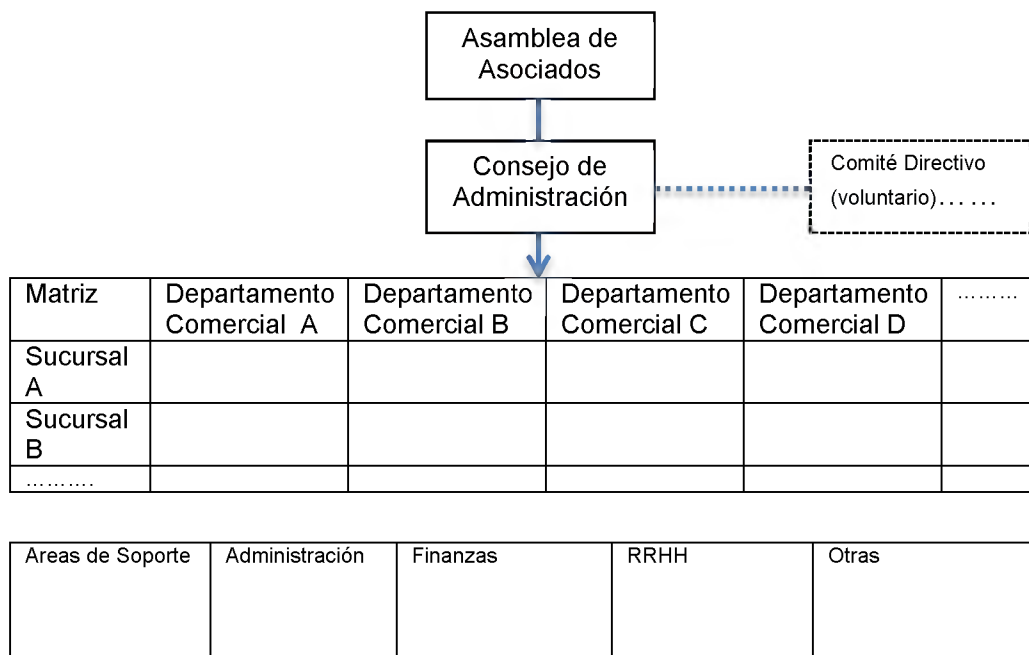 Asamblea de
Asociados
Consejo de
Administración
Comité Directivo
(voluntario)... ...
Matriz
Departamento
Comercial A
Departamento
Comercial B
Departamento
Comercial C
Departamento
Comercial D
.........
Sucursal
A
Sucursal
B
..........
Areas de Soporte
Administración
Finanzas
RRHH
Otras